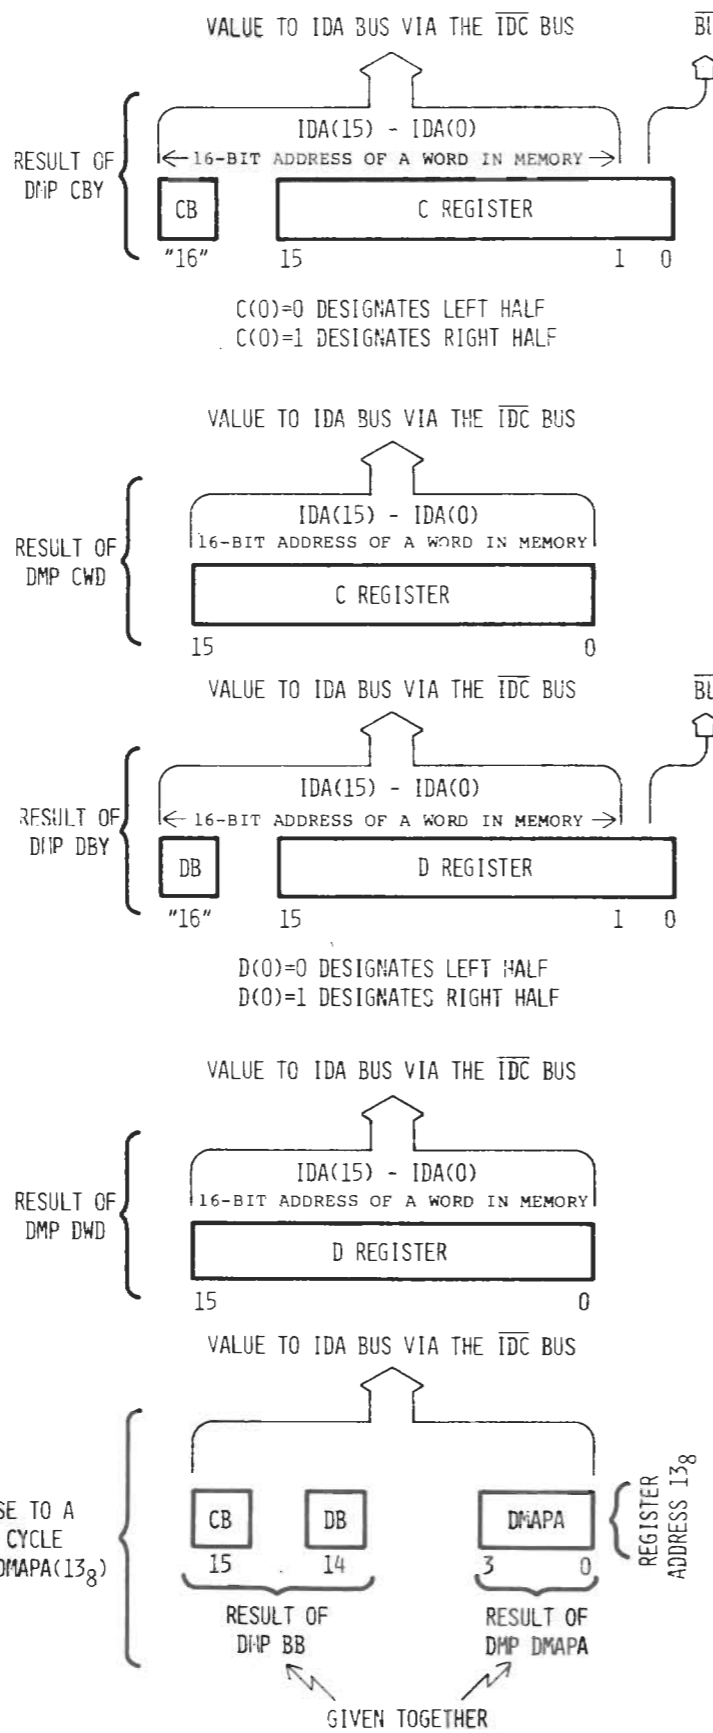 VALUE TO IDA BUS VIA THE IDC BUS
IDA(15) - IDA(0)
16-BIT ADDRESS OF A WORD IN MEMORY
RESULT OF
DMP CBY
CB
C REGISTER
"16" 15 1 0
C(0)=0 DESIGNATES LEFT HALF
C(0)=1 DESIGNATES RIGHT HALF
VALUE TO IDA BUS VIA THE IDC BUS
IDA(15) - IDA(0)
16-BIT ADDRESS OF A WORD IN MEMORY
RESULT OF
DMP CWD
C REGISTER
15 0
VALUE TO IDA BUS VIA THE IDC BUS
IDA(15) - IDA(0)
16-BIT ADDRESS OF A WORD IN MEMORY
RESULT OF
DMP DBY
DB
D REGISTER
"16" 15 1 0
D(0)=0 DESIGNATES LEFT HALF
D(0)=1 DESIGNATES RIGHT HALF
VALUE TO IDA BUS VIA THE IDC BUS
IDA(15) - IDA(0)
16-BIT ADDRESS OF A WORD IN MEMORY
RESULT OF
DMP DWD
D REGISTER
15 0
VALUE TO IDA BUS VIA THE IDC BUS
SE TO A
CYCLE
DMAPA(13₈)
CB DB DMAPA
15 14 3 0
REGISTER
ADDRESS 13₈
RESULT OF
DMP BB
RESULT OF
DMP DMAPA
GIVEN TOGETHER